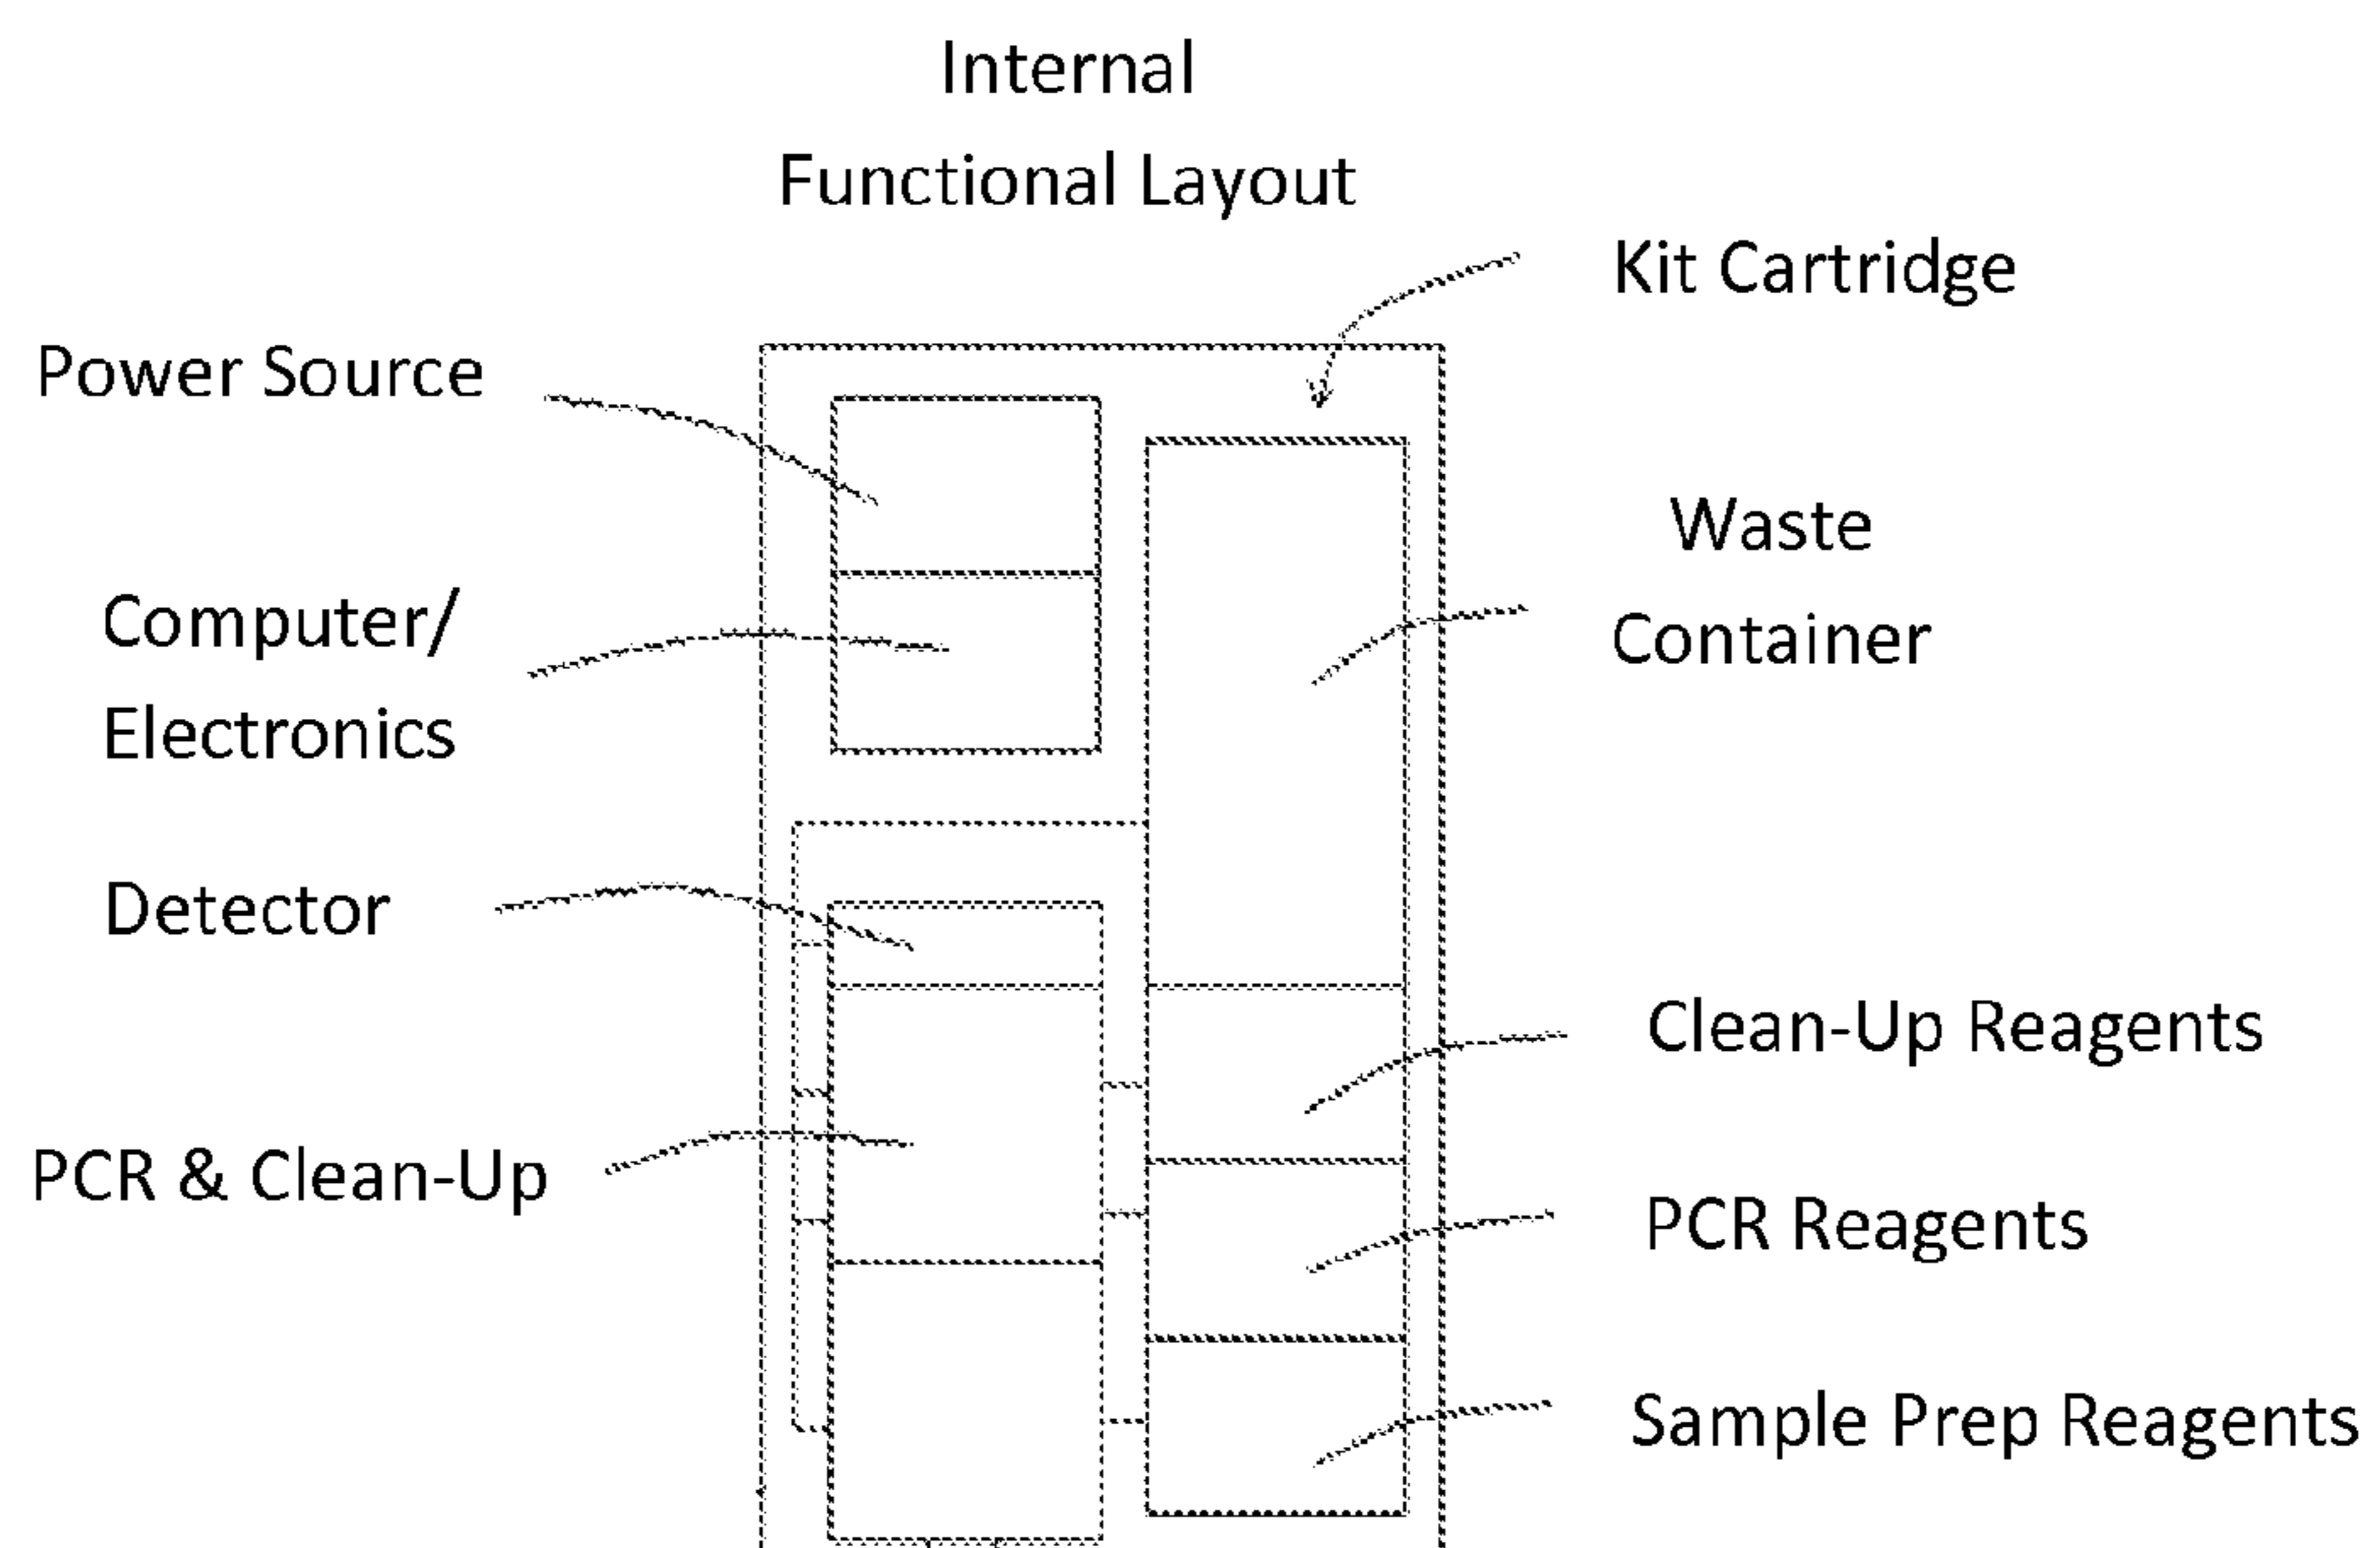 Internal
Functional Layout
Kit Cartridge
Power Source
Waste
Container
Computer/
Electronics
Detector
Clean-Up Reagents
PCR & Clean-Up
PCR Reagents
Sample Prep Reagents